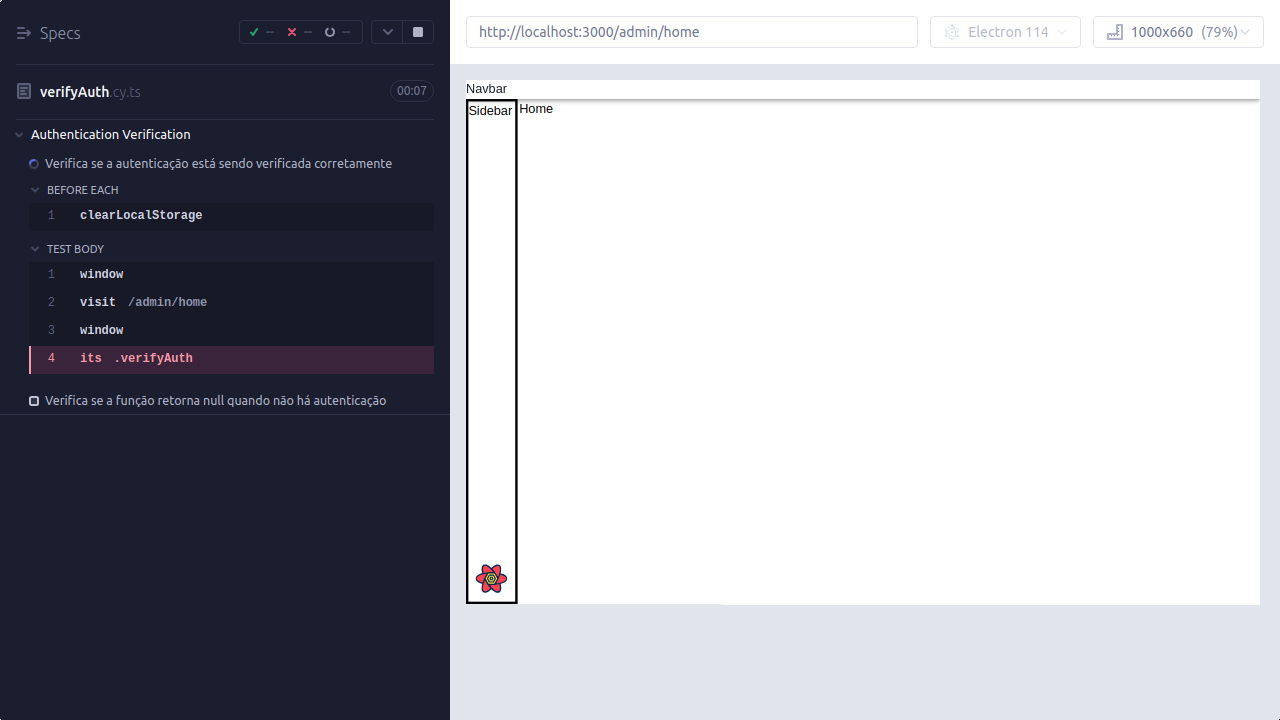 Specs
-- -- --
verifyAuth.cy.ts 00:07
Authentication Verification
Verifica se a autenticação está sendo verificada corretamente
BEFORE EACH
1 clearLocalStorage
TEST BODY
1 window
2 visit /admin/home
3 window
4 its .verifyAuth
Verifica se a função retorna null quando não há autenticação
http://localhost:3000/admin/home
Electron 114
1000x660 (79%)
Navbar
Sidebar
Home